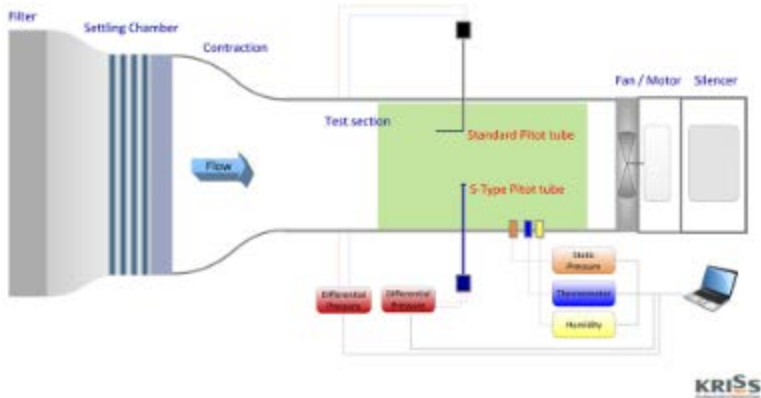 Filter
Settling Chamber
Contraction
Fan / Motor
Silencer
Test section
Standard Pitot tube
Flow
S-Type Pitot tube
Static
Pressure
Differential
Pressure
Differential
Pressure
Thermometer
Humidity
KRISS